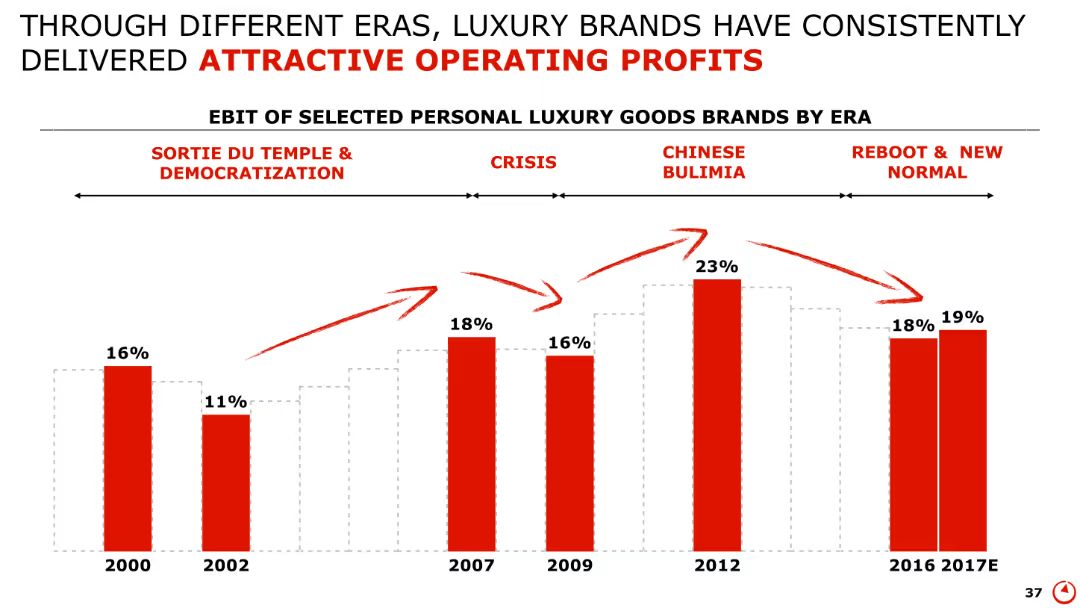 THROUGH DIFFERENT ERAS, LUXURY BRANDS HAVE CONSISTENTLY
DELIVERED ATTRACTIVE OPERATING PROFITS
EBIT OF SELECTED PERSONAL LUXURY GOODS BRANDS BY ERA
SORTIE DU TEMPLE &
DEMOCRATIZATION
CRISIS
CHINESE
BULIMIA
REBOOT & NEW
NORMAL
16%
11%
18%
16%
23%
18%
19%
2000
2002
2007
2009
2012
2016
2017E
37